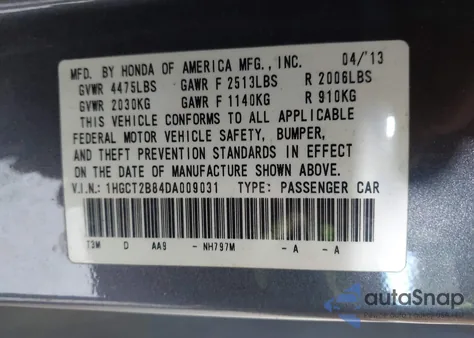 MFD. BY HONDA OF AMERICA MFG., INC. 04/'13
GVWR 4475LBS GAWR F 2513LBS R 2006LBS
GVWR 2030KG GAWR F 1140KG R 910KG
THIS VEHICLE CONFORMS TO ALL APPLICABLE
FEDERAL MOTOR VEHICLE SAFETY, BUMPER,
AND THEFT PREVENTION STANDARDS IN EFFECT
ON THE DATE OF MANUFACTURE SHOWN ABOVE.
V.I.N.: 1HGCT2B84DA009031 TYPE: PASSENGER CAR
T3M D AA9 - NH797M - A - A
autoSnap